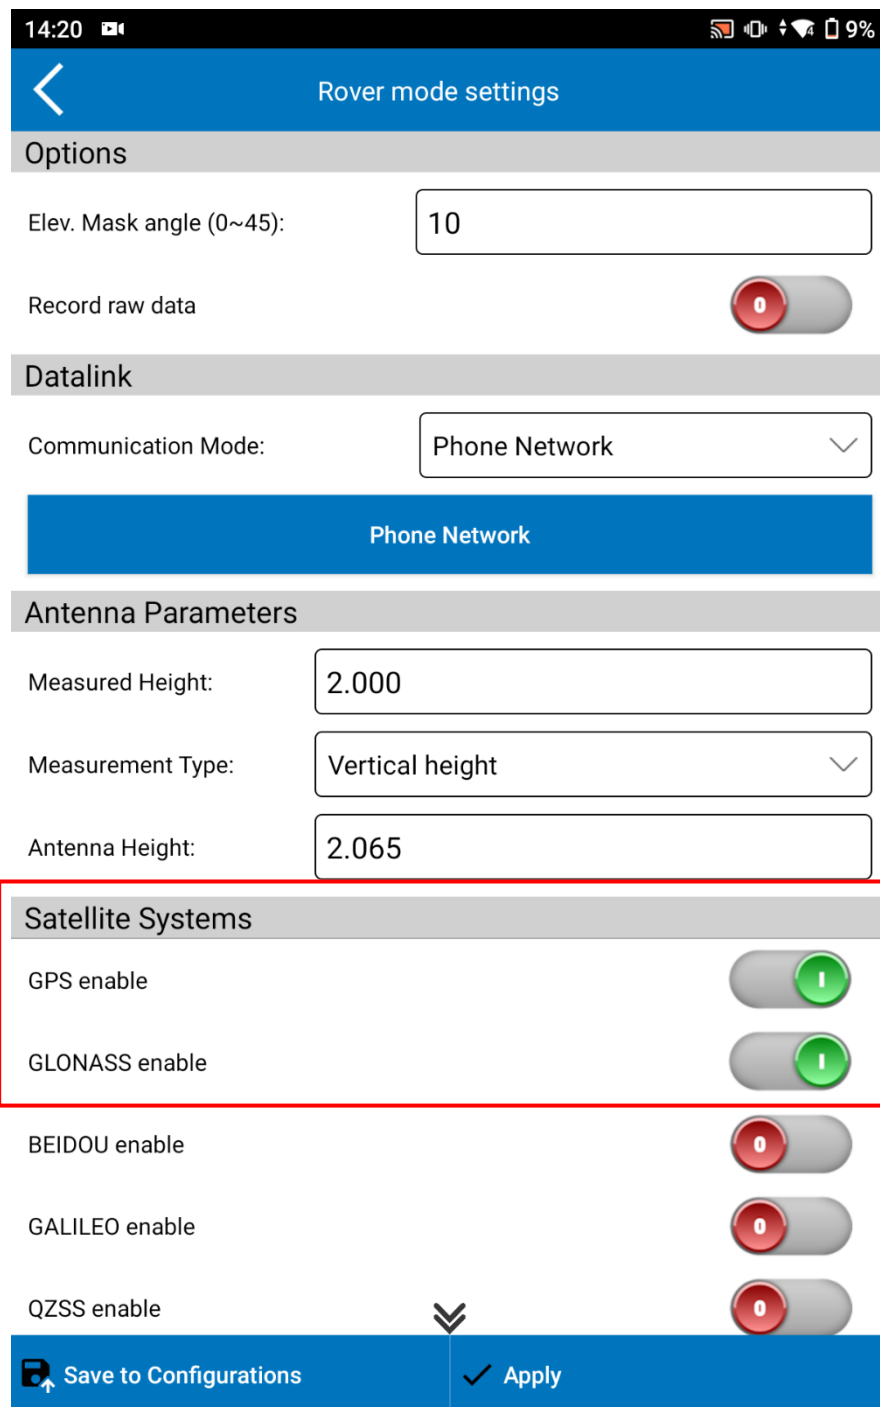 14:20 9%
Rover mode settings
Options
Elev. Mask angle (0~45): 10
Record raw data 0
Datalink
Communication Mode: Phone Network
Phone Network
Antenna Parameters
Measured Height: 2.000
Measurement Type: Vertical height
Antenna Height: 2.065
Satellite Systems
GPS enable I
GLONASS enable I
BEIDOU enable 0
GALILEO enable 0
QZSS enable 0
Save to Configurations Apply